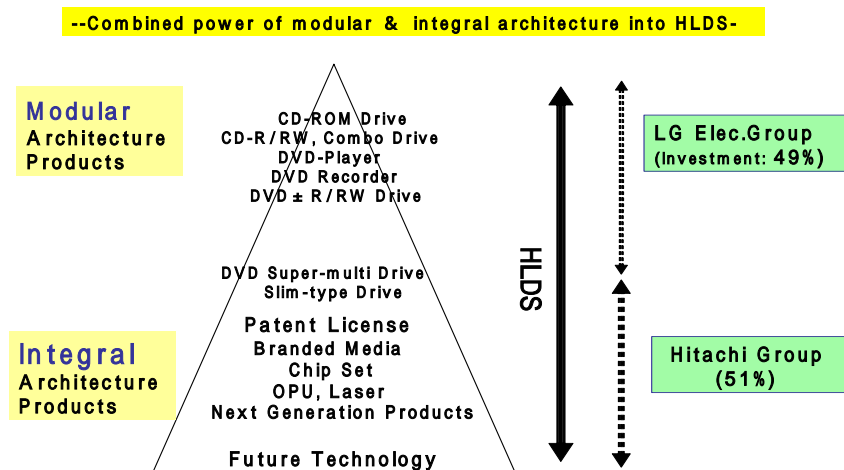 --Combined power of modular & integral architecture into HLDS-
Modular
Architecture
Products
CD-ROM Drive
CD-R/RW, Combo Drive
DVD-Player
DVD Recorder
DVD± R/RW Drive
DVD Super-multi Drive
Slim-type Drive
Patent License
Branded Media
Chip Set
OPU, Laser
Next Generation Products
Future Technology
Integral
Architecture
Products
HLDS
LG Elec.Group
(Investment: 49%)
Hitachi Group
(51%)